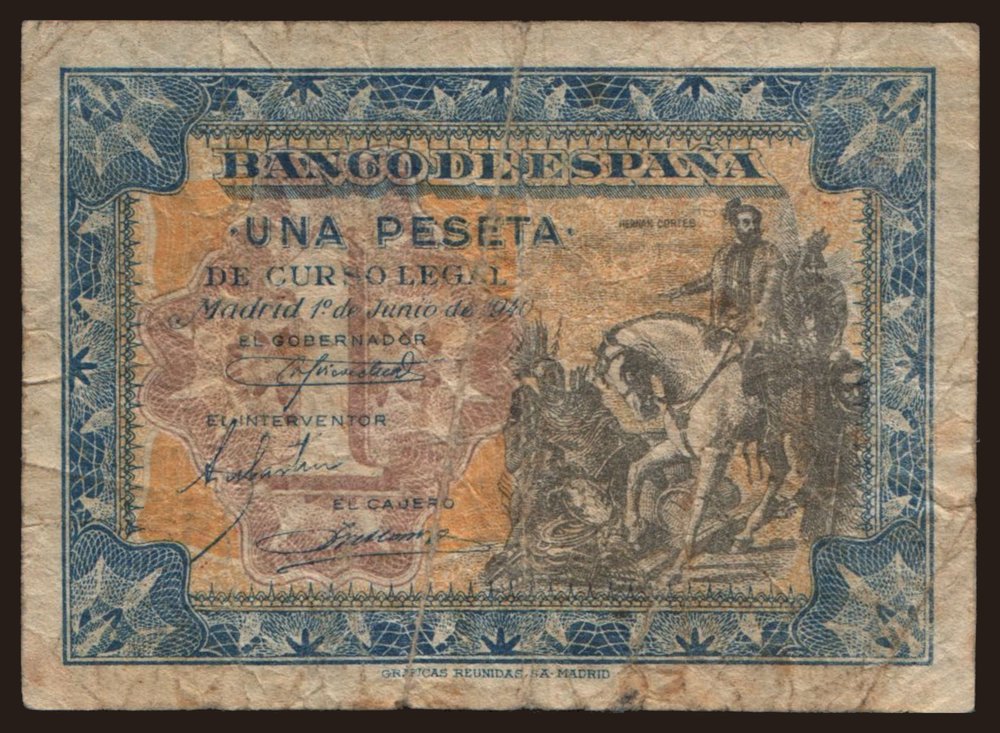 BANCO DE ESPAÑA
·UNA PESETA·
HERNAN CORTES
DE CURSO LEGAL
Madrid 1º de Junio de 1940
EL GOBERNADOR
EL INTERVENTOR
EL CAJERO
1
GRAFICAS REUNIDAS, SA - MADRID